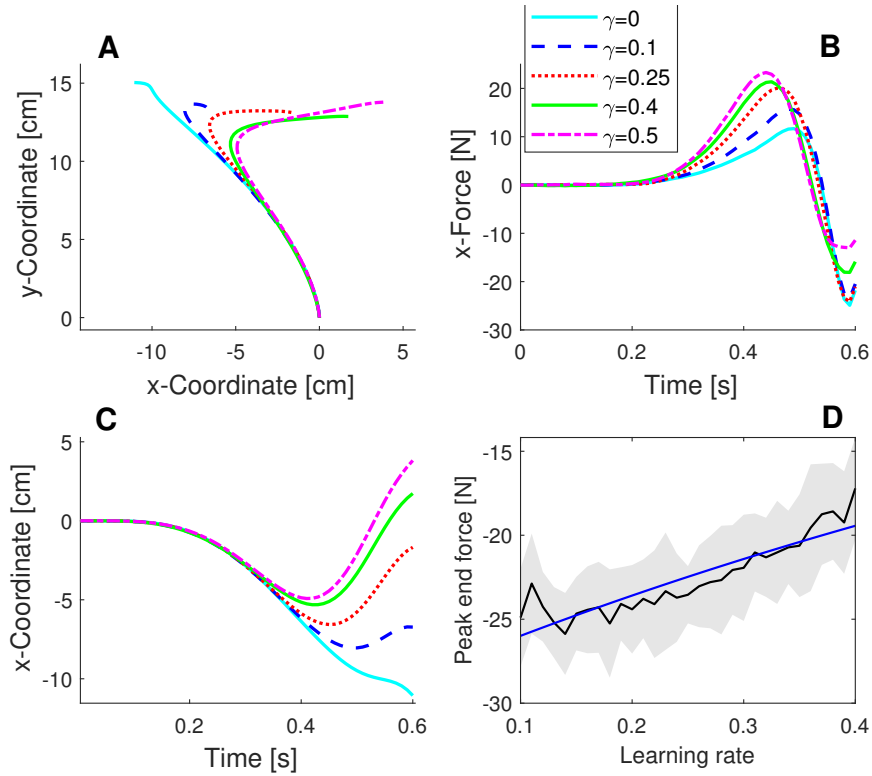 A
15
10
5
0
-10
-5
0
5
y-Coordinate [cm]
x-Coordinate [cm]
γ=0
γ=0.1
γ=0.25
γ=0.4
γ=0.5
B
20
10
0
-10
-20
-30
0
0.2
0.4
0.6
x-Force [N]
Time [s]
C
5
0
-5
-10
0.2
0.4
0.6
x-Coordinate [cm]
Time [s]
D
-15
-20
-25
-30
0.1
0.2
0.3
0.4
Peak end force [N]
Learning rate